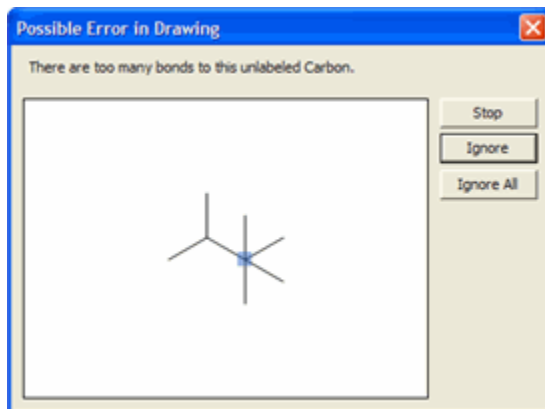 Possible Error in Drawing
There are too many bonds to this unlabeled Carbon.
Stop
Ignore
Ignore All